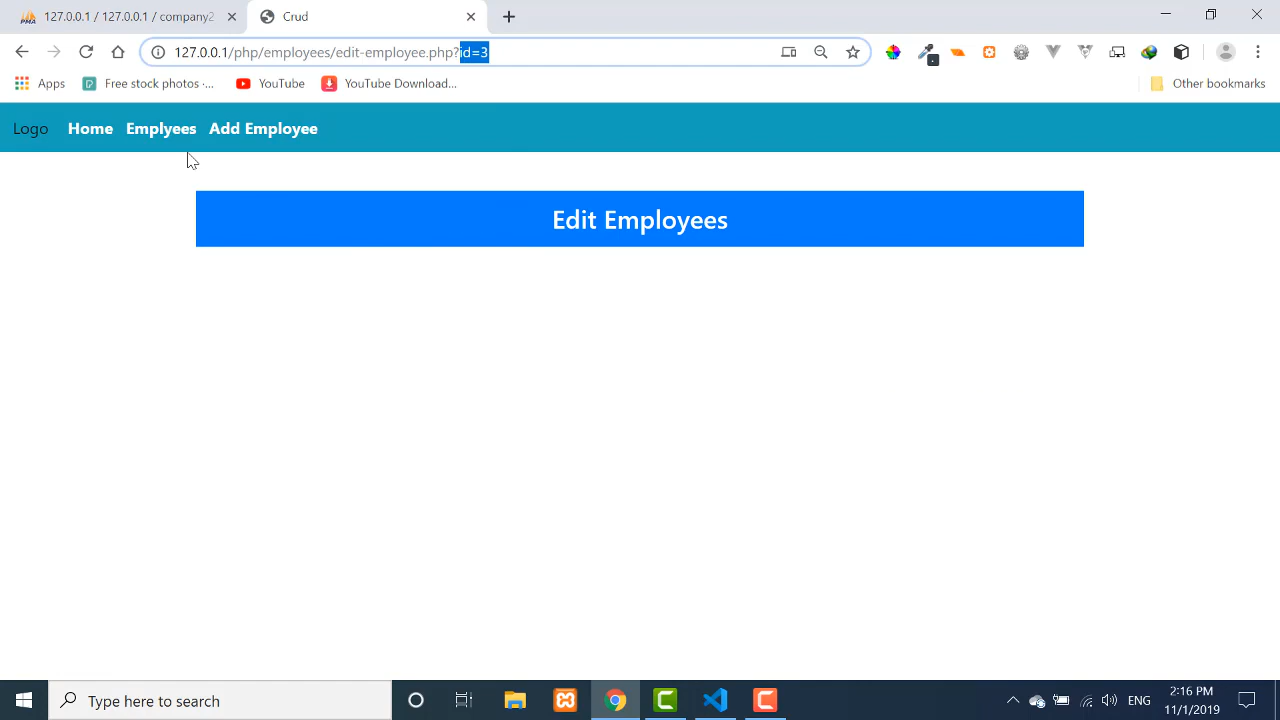 127.0.0.1 / 127.0.0.1 / company2
Crud
127.0.0.1/php/employees/edit-employee.php?id=3
Apps
Free stock photos ·...
YouTube
YouTube Download...
Other bookmarks
Logo
Home
Emplyees
Add Employee
Edit Employees
Type here to search
ENG
2:16 PM
11/1/2019